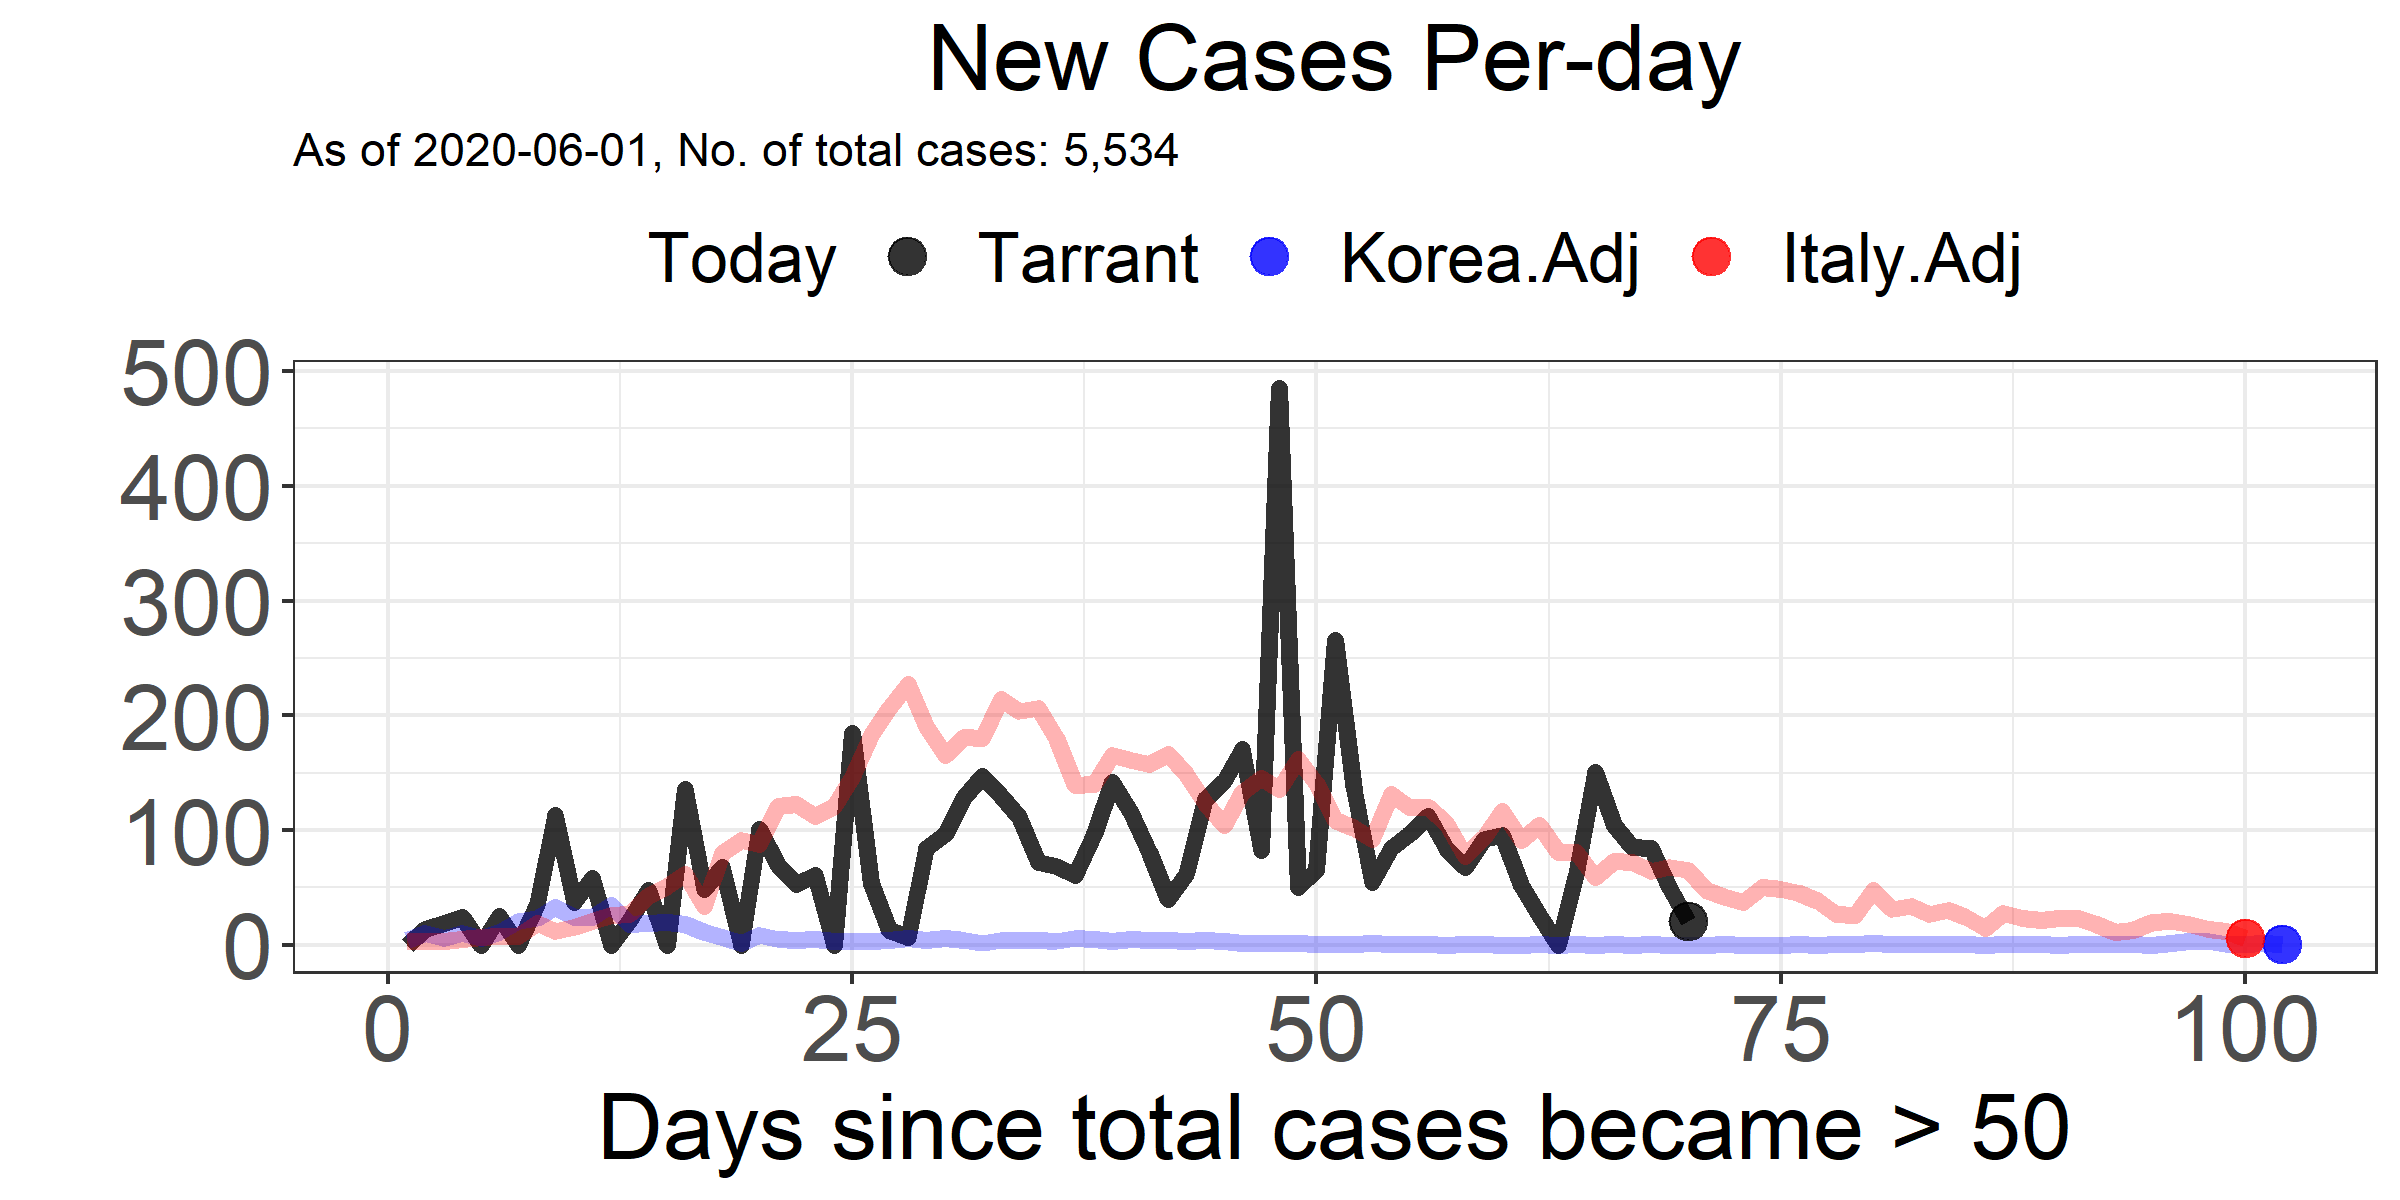 New Cases Per-day
As of 2020-06-01, No. of total cases: 5,534
Today Tarrant Korea.Adj Italy.Adj
500
400
300
200
100
0
0 25 50 75 100
Days since total cases became > 50